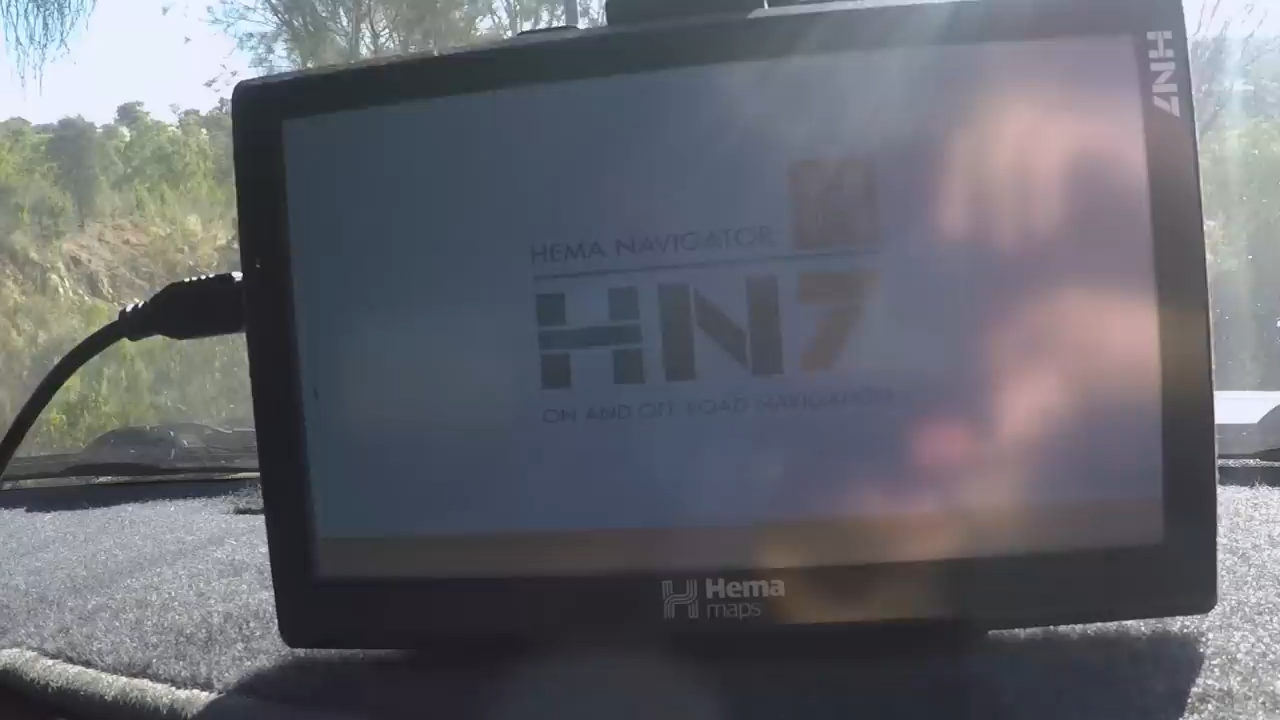 HN7
HEMA NAVIGATOR
HN7
ON AND OFF ROAD NAVIGATION
Hema
maps